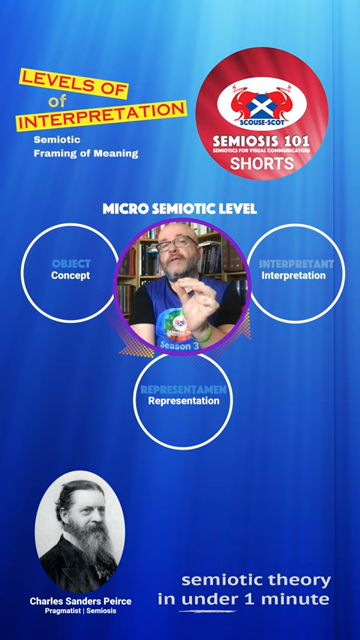 LEVELS OF
of
INTERPRETATION
Semiotic
Framing of Meaning
SCOUSE-SCOT
SEMIOSIS 101
SEMIOTICS FOR VISUAL COMMUNICATORS
SHORTS
MICRO SEMIOTIC LEVEL
OBJECT
Concept
INTERPRETANT
Interpretation
Season 3
REPRESENTAMEN
Representation
Charles Sanders Peirce
Pragmatist | Semiosis
semiotic theory
in under 1 minute